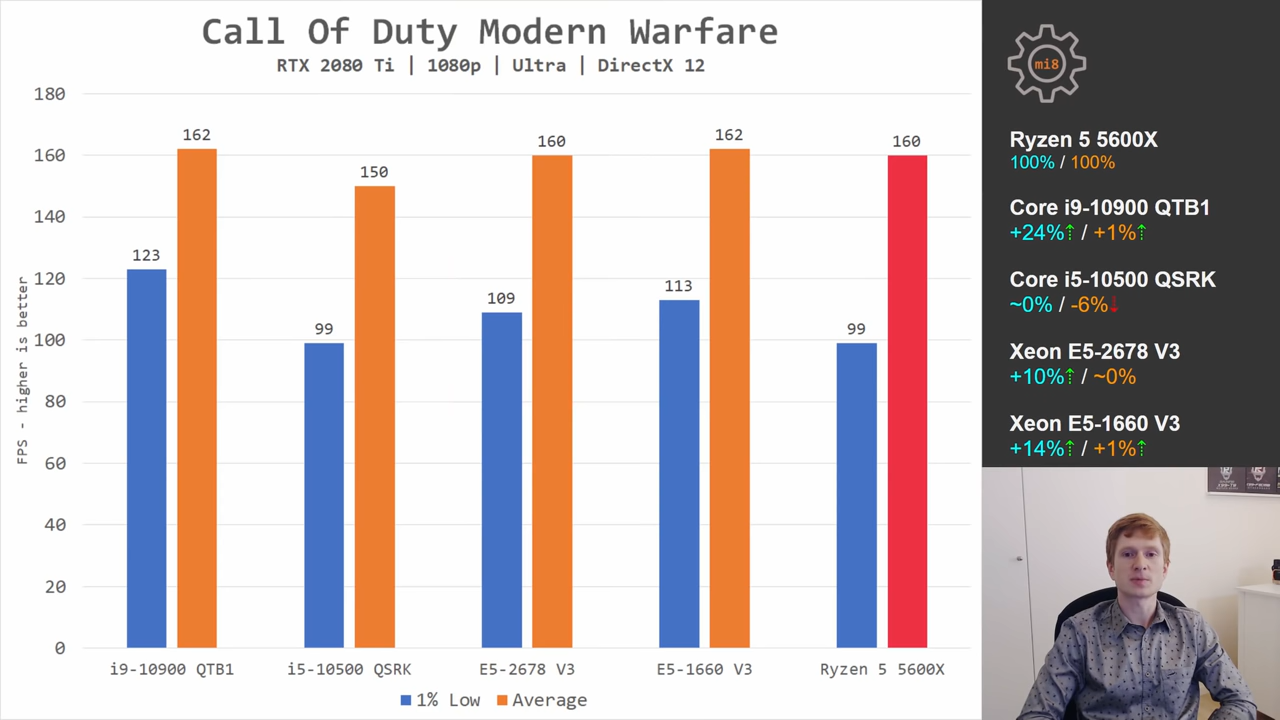 Call Of Duty Modern Warfare
RTX 2080 Ti | 1080p | Ultra | DirectX 12
FPS - higher is better
180
160
140
120
100
80
60
40
20
0
123
162
99
150
109
160
113
162
99
160
i9-10900 QTB1
i5-10500 QSRK
E5-2678 V3
E5-1660 V3
Ryzen 5 5600X
1% Low
Average
mi8
Ryzen 5 5600X
100% / 100%
Core i9-10900 QTB1
+24%⇡ / +1%⇡
Core i5-10500 QSRK
~0% / -6%⇣
Xeon E5-2678 V3
+10%⇡ / ~0%
Xeon E5-1660 V3
+14%⇡ / +1%⇡